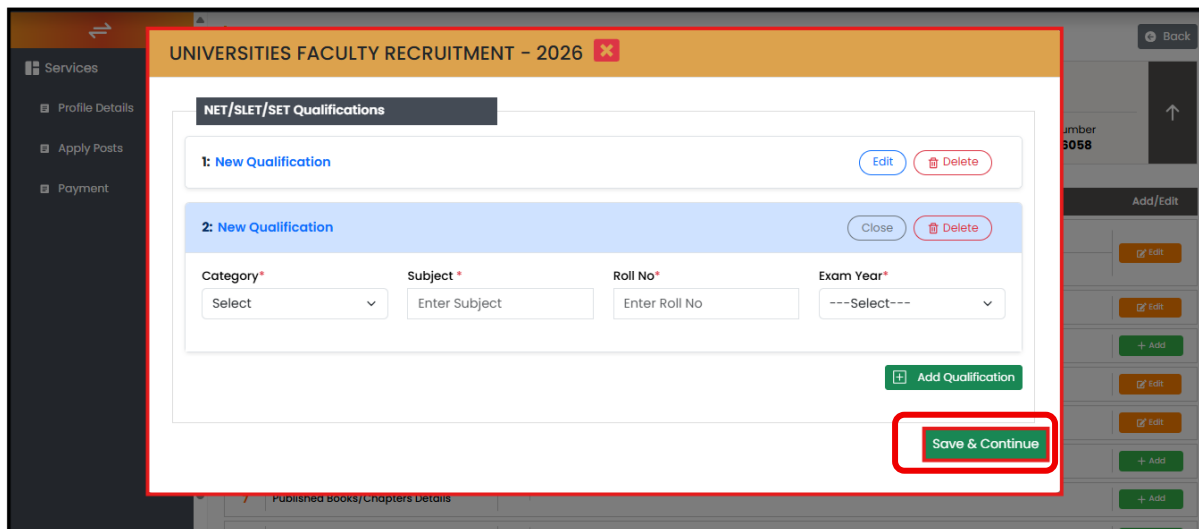 Back
UNIVERSITIES FACULTY RECRUITMENT - 2026
Services
NET/SLET/SET Qualifications
Profile Details
umber
6058
Apply Posts
1: New Qualification Edit Delete
Payment
Add/Edit
2: New Qualification Close Delete
Edit
Category* Subject * Roll No* Exam Year*
Select Enter Subject Enter Roll No ---Select---
Edit
+ Add
Add Qualification
Edit
Edit
Save & Continue
+ Add
7 Published Books/Chapters Details
+ Add